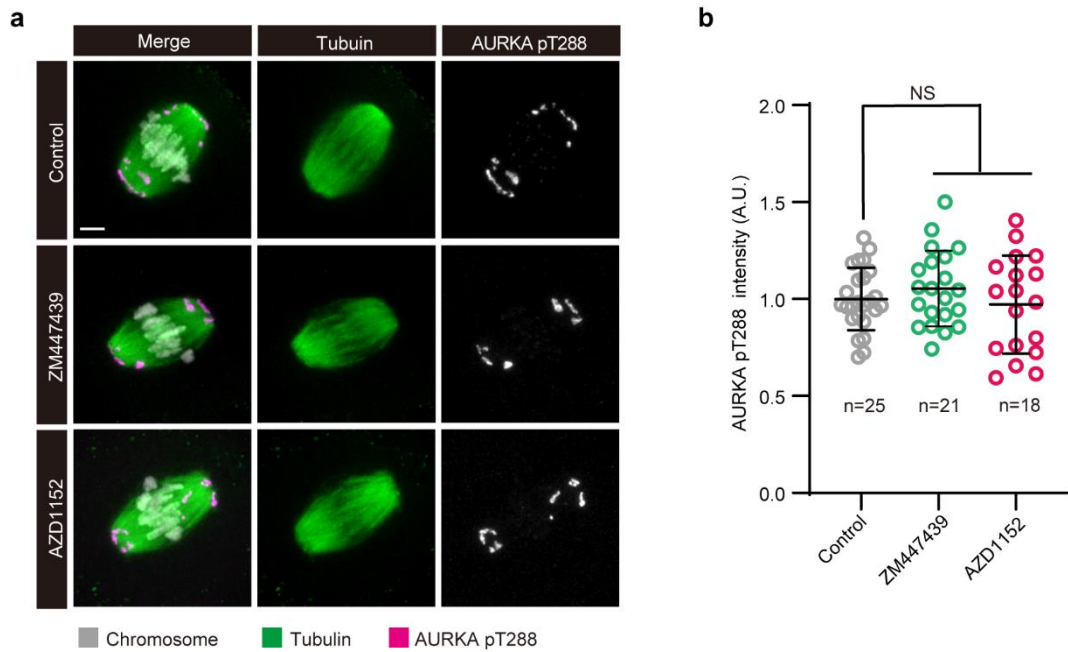 a
Merge
Tubuin
AURKA pT288
Control
ZM447439
AZD1152
Chromosome
Tubulin
AURKA pT288
b
NS
AURKA pT288 intensity (A.U.)
2.0
1.5
1.0
0.5
0.0
n=25
n=21
n=18
Control
ZM447439
AZD1152